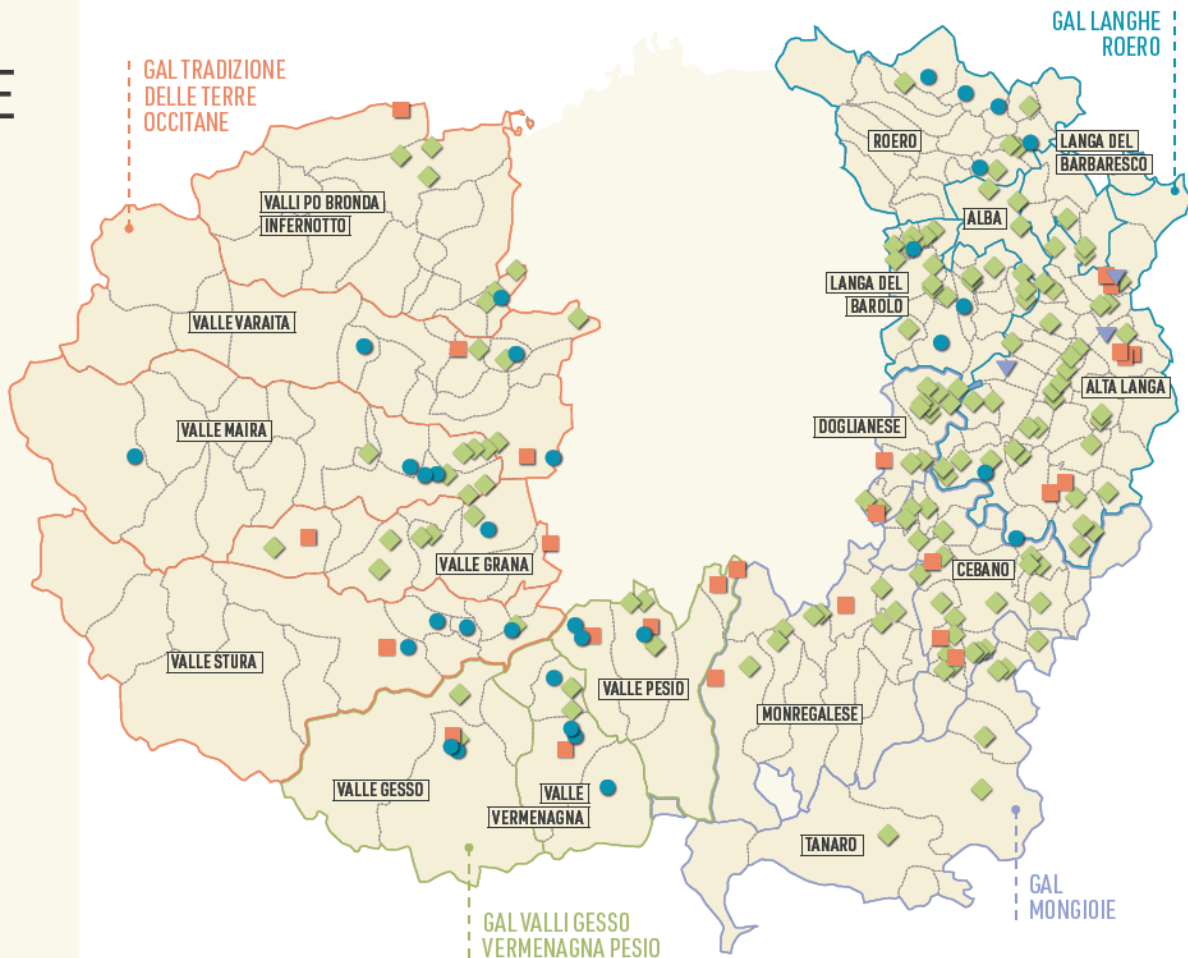 E
GAL TRADIZIONE
DELLE TERRE
OCCITANE
GAL LANGHE
ROERO
ROERO
LANGA DEL
BARBARESCO
VALLI PO BRONDA
INFERNOTTO
ALBA
LANGA DEL
BAROLO
VALLE VARAITA
ALTA LANGA
VALLE MAIRA
DOGLIANESE
VALLE GRANA
CEBANO
VALLE STURA
VALLE PESIO
MONREGALESE
VALLE GESSO
VALLE
VERMENAGNA
TANARO
GAL
MONGIOIE
GAL VALLI GESSO
VERMENAGNA PESIO